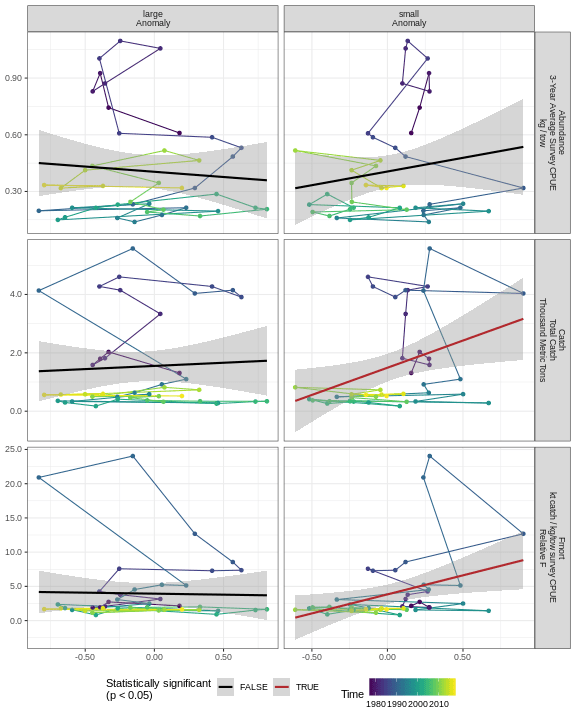 large
Anomaly
small
Anomaly
0.90
0.60
0.30
Abundance
3-Year Average Survey CPUE
kg / tow
4.0
2.0
0.0
Catch
Total Catch
Thousand Metric Tons
25.0
20.0
15.0
10.0
5.0
0.0
Fmort
kt catch / kg/tow survey CPUE
Relative F
-0.50 0.00 0.50
-0.50 0.00 0.50
Statistically significant
(p < 0.05)
FALSE
TRUE
Time
1980 1990 2000 2010